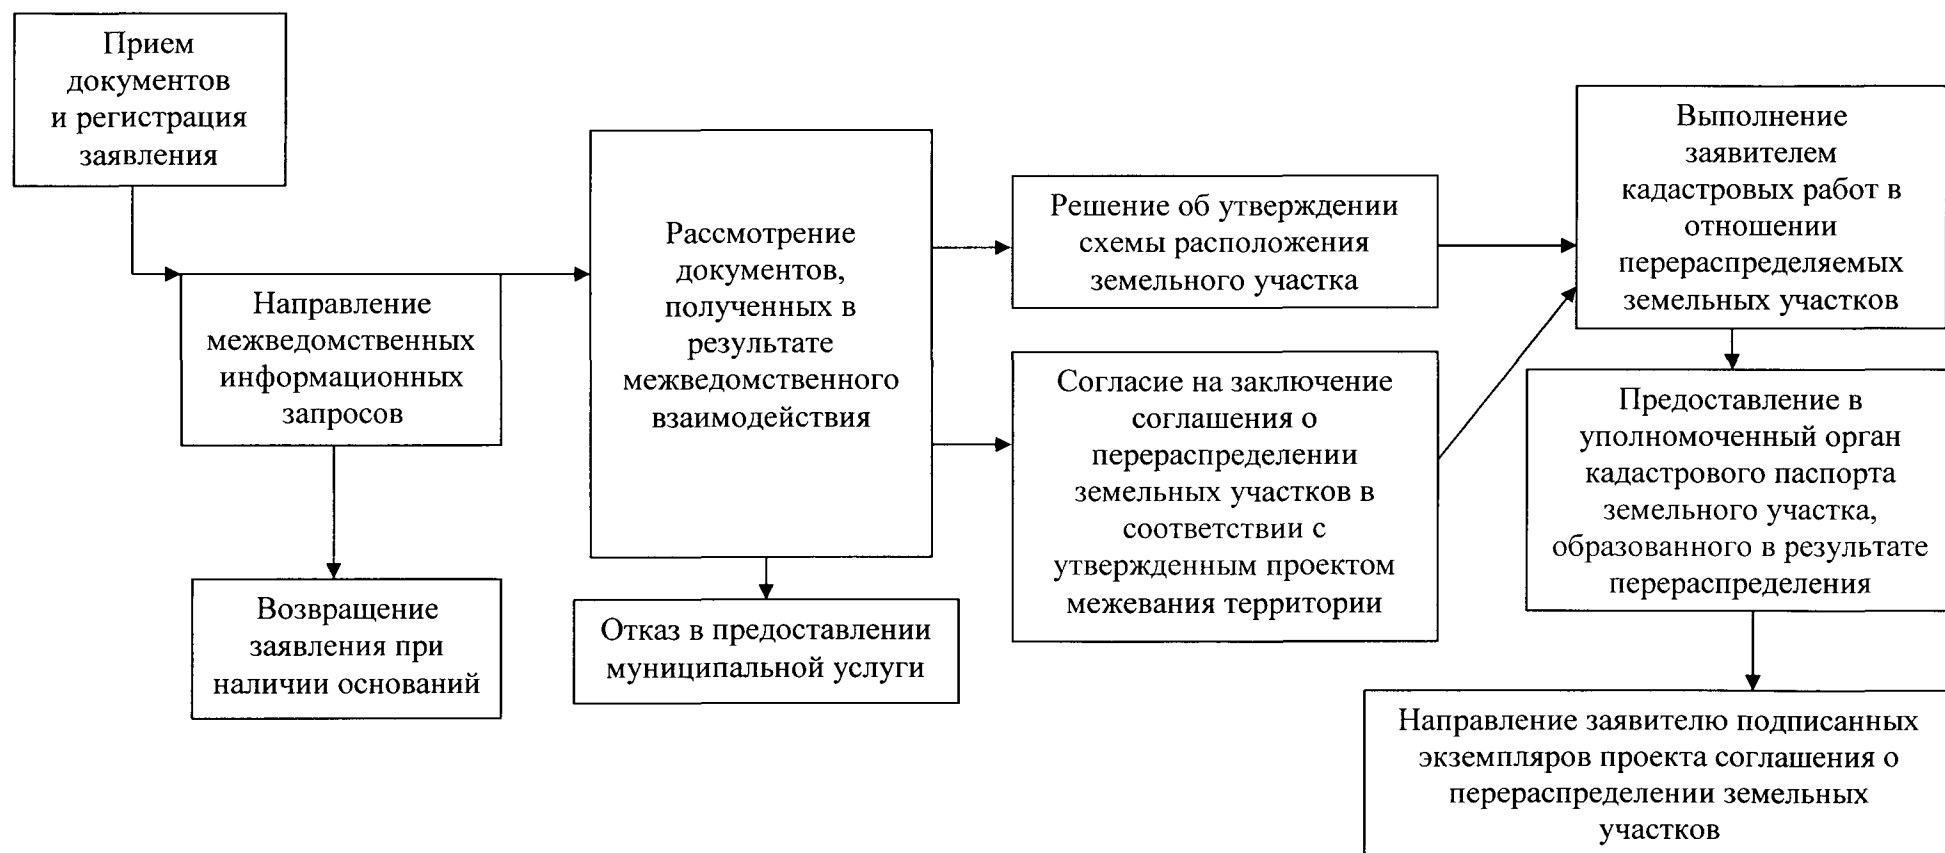 Прием
документов
и регистрация
заявления
Направление
межведомственных
информационных
запросов
Возвращение
заявления при
наличии оснований
Рассмотрение
документов,
полученных в
результате
межведомственного
взаимодействия
Отказ в предоставлении
муниципальной услуги
Решение об утверждении
схемы расположения
земельного участка
Согласие на заключение
соглашения о
перераспределении
земельных участков в
соответствии с
утвержденным проектом
межевания территории
Выполнение
заявителем
кадастровых работ в
отношении
перераспределяемых
земельных участков
Предоставление в
уполномоченный орган
кадастрового паспорта
земельного участка,
образованного в результате
перераспределения
Направление заявителю подписанных
экземпляров проекта соглашения о
перераспределении земельных
участков